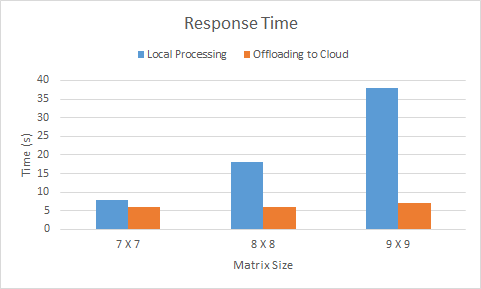 Response Time
Local Processing Offloading to Cloud
40
35
30
25
20
15
10
5
0
Time (s)
7 X 7 8 X 8 9 X 9
Matrix Size